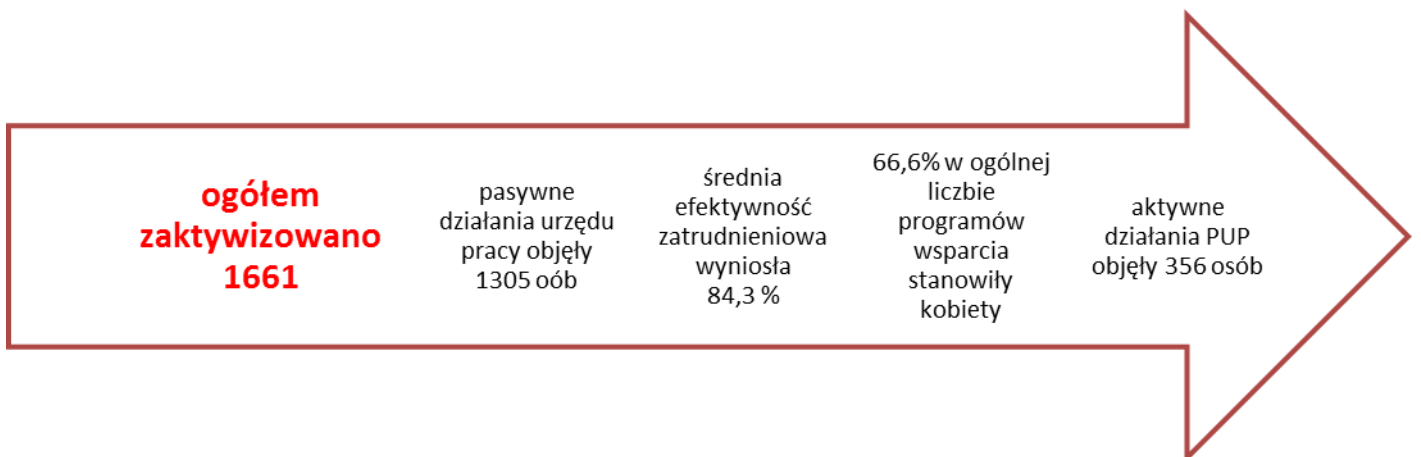 ogółem
zaktywizowano
1661
pasywne
działania urzędu
pracy objęły
1305 oób
średnia
efektywność
zatrudnieniowa
wyniosła
84,3 %
66,6% w ogólnej
liczbie
programów
wsparcia
stanowiły
kobiety
aktywne
działania PUP
objęły 356 osób